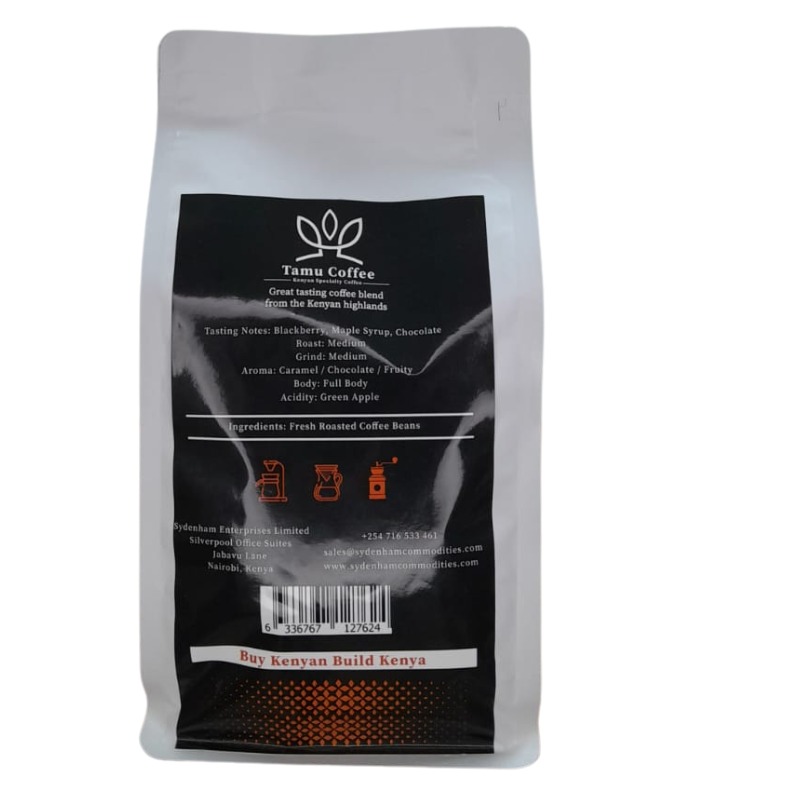 Tamu Coffee
Kenyan Specialty Coffee
Great tasting coffee blend
from the Kenyan highlands
Tasting Notes: Blackberry, Maple Syrup, Chocolate
Roast: Medium
Grind: Medium
Aroma: Caramel / Chocolate / Fruity
Body: Full Body
Acidity: Green Apple
Ingredients: Fresh Roasted Coffee Beans
Sydenham Enterprises Limited
Silverpool Office Suites
Jabavu Lane
Nairobi, Kenya
+254 716 533 461
sales@sydenhamcommodities.com
www.sydenhamcommodities.com
6 336767 127624
Buy Kenyan Build Kenya